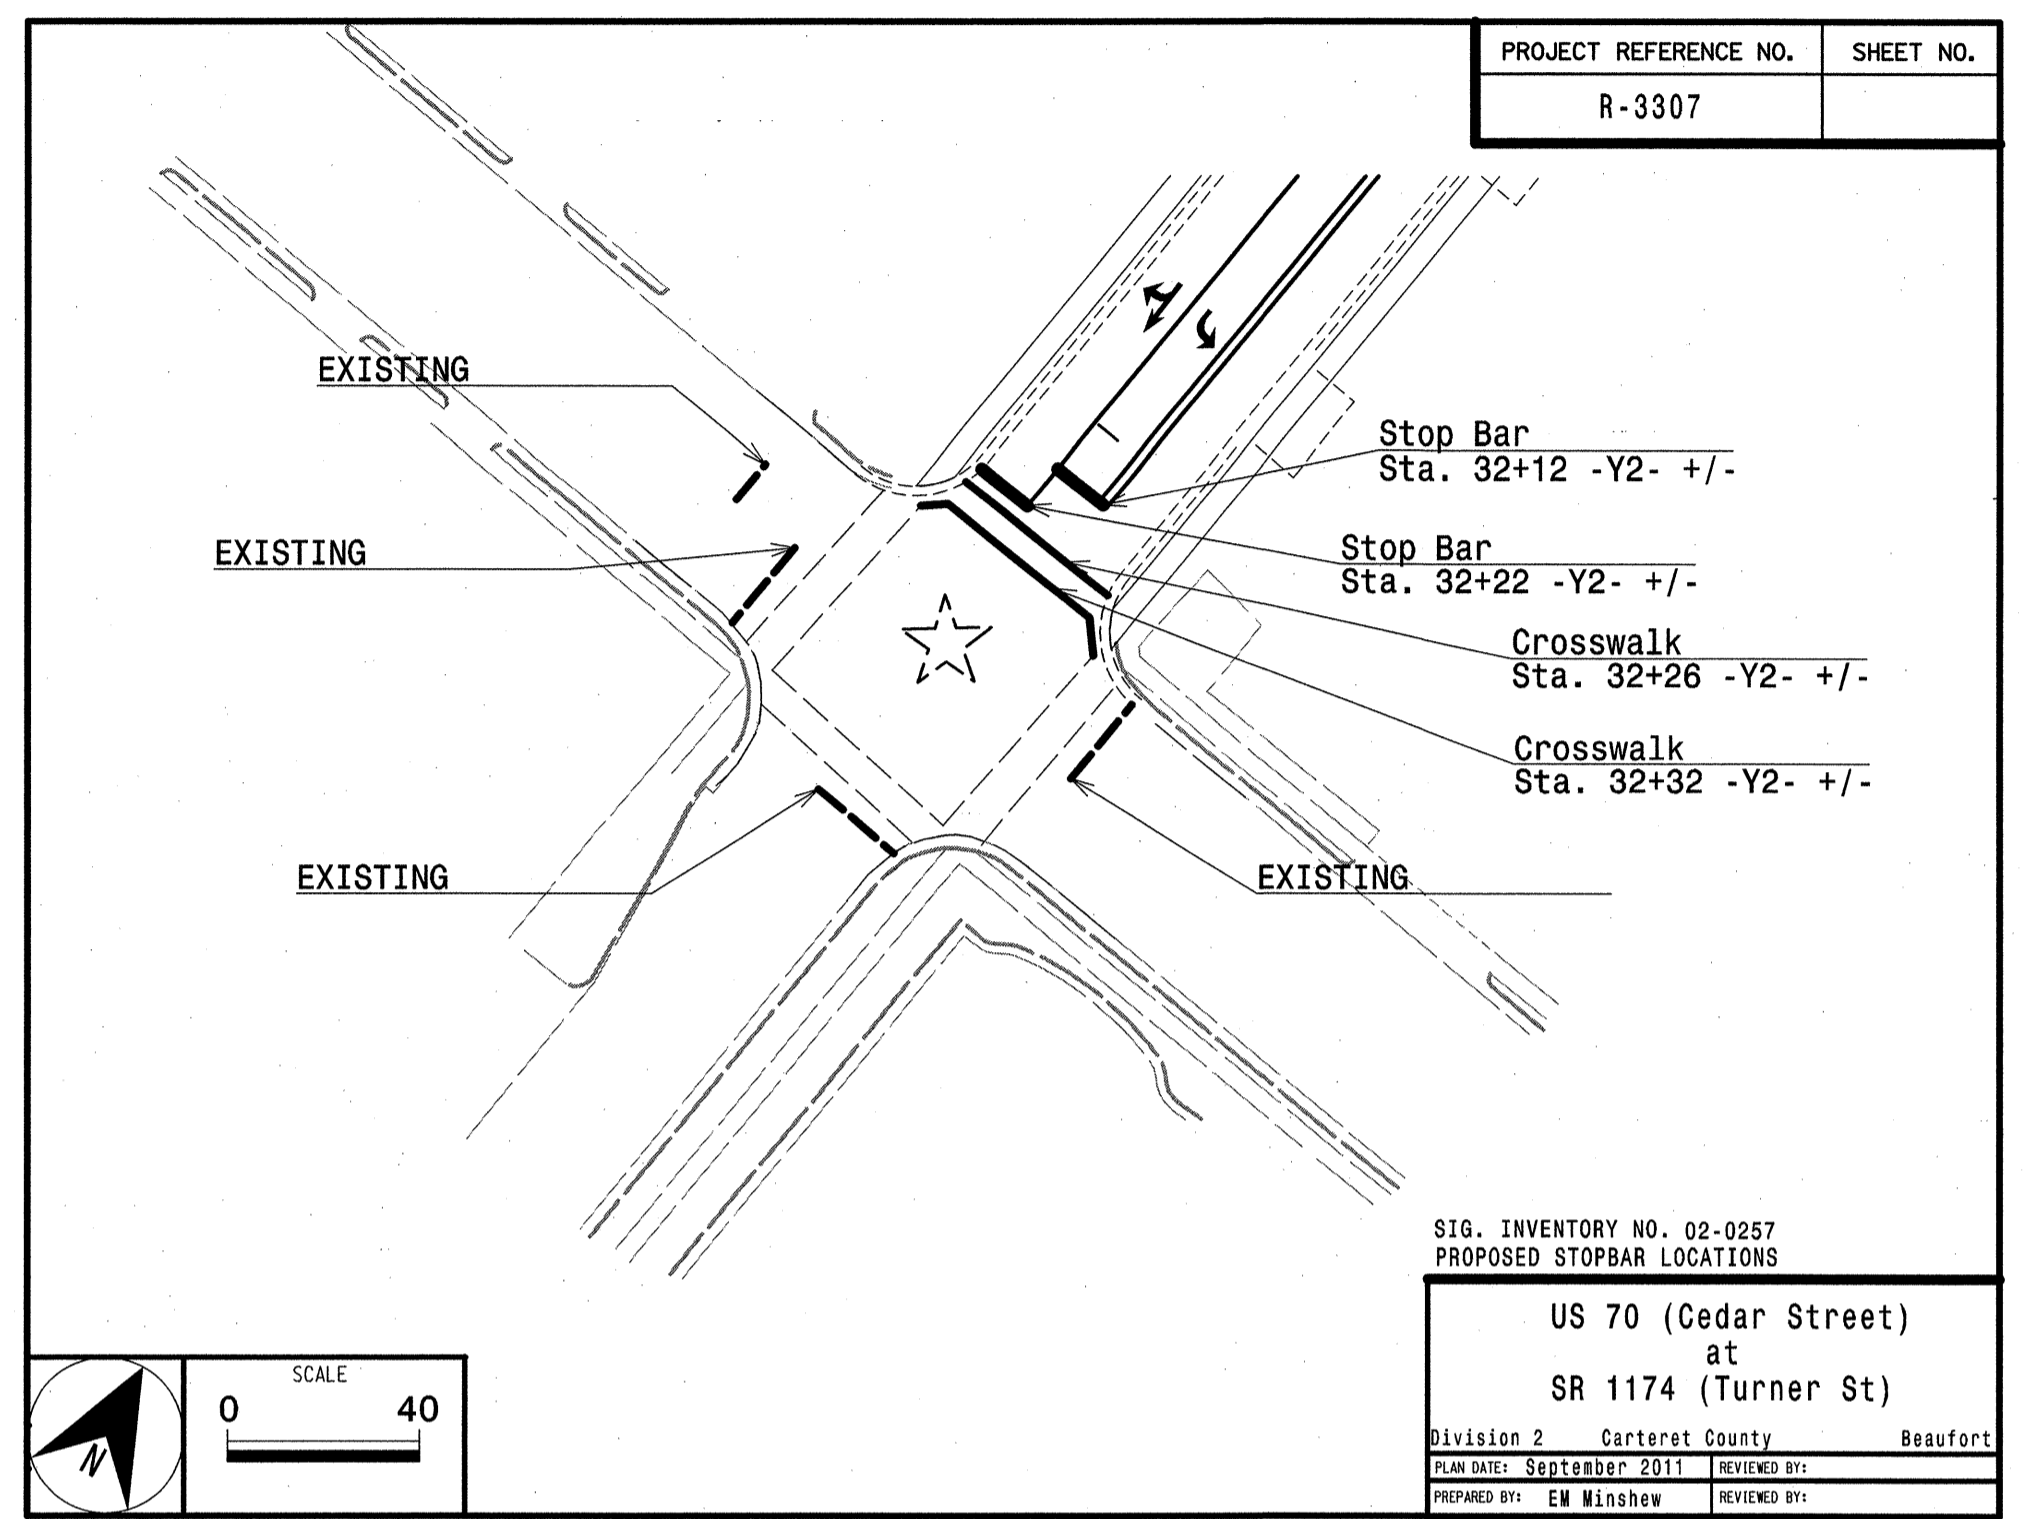 PROJECT REFERENCE NO.
SHEET NO.
R-3307
EXISTING
Stop Bar
Sta. 32+12 -Y2- +/-
EXISTING
Stop Bar
Sta. 32+22 -Y2- +/-
Crosswalk
Sta. 32+26 -Y2- +/-
Crosswalk
Sta. 32+32 -Y2- +/-
EXISTING
EXISTING
SIG. INVENTORY NO. 02-0257
PROPOSED STOPBAR LOCATIONS
US 70 (Cedar Street)
at
SR 1174 (Turner St)
Division 2 Carteret County Beaufort
PLAN DATE: September 2011 REVIEWED BY:
PREPARED BY: EM Minshew REVIEWED BY:
SCALE
0 40
N